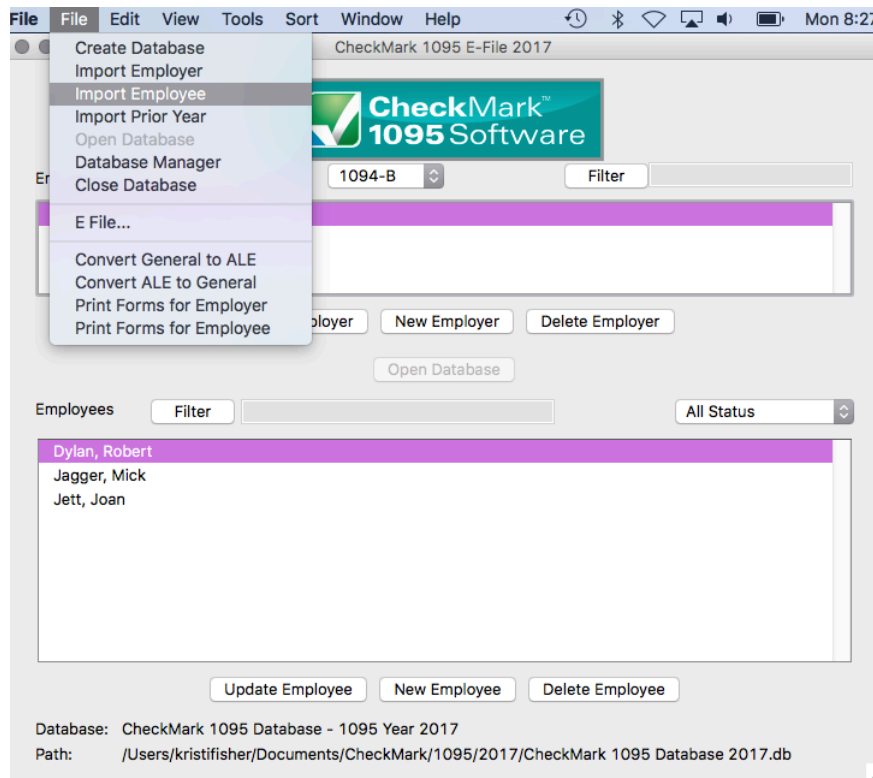 File File Edit View Tools Sort Window Help Mon 8:27
CheckMark 1095 E-File 2017
Create Database
Import Employer
Import Employee
Import Prior Year
Open Database
Database Manager
Close Database
E File...
Convert General to ALE
Convert ALE to General
Print Forms for Employer
Print Forms for Employee
CheckMark™
1095 Software
1094-B Filter
New Employer Delete Employer
Open Database
Employees Filter All Status
Dylan, Robert
Jagger, Mick
Jett, Joan
Update Employee New Employee Delete Employee
Database: CheckMark 1095 Database - 1095 Year 2017
Path: /Users/kristifisher/Documents/CheckMark/1095/2017/CheckMark 1095 Database 2017.db